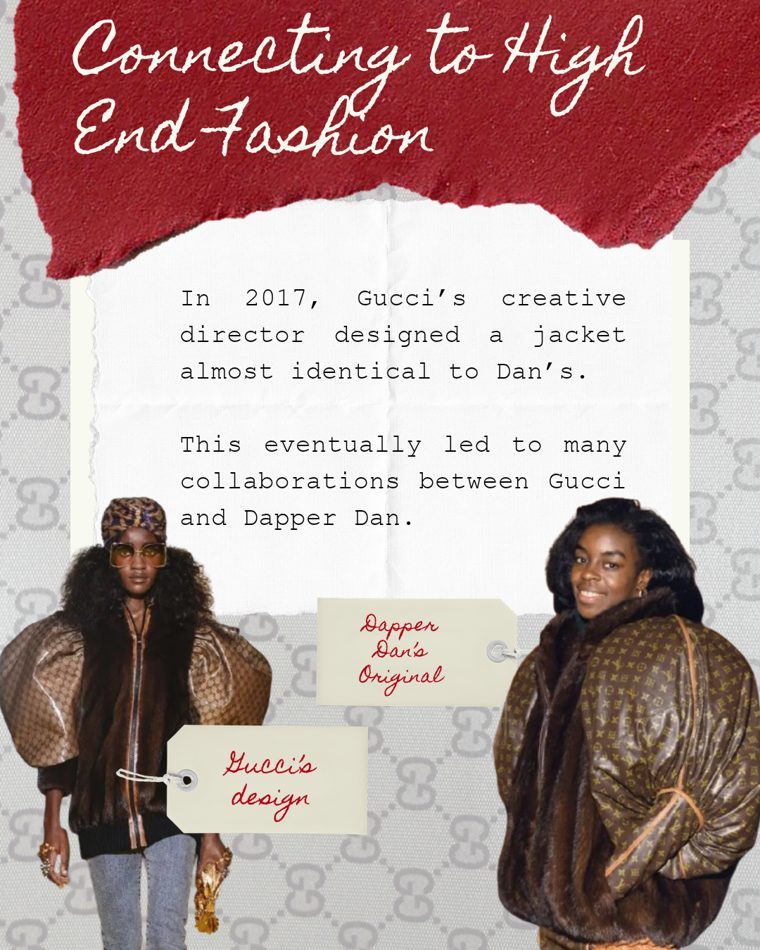 Connecting to High
End Fashion
In 2017, Gucci’s creative
director designed a jacket
almost identical to Dan’s.
This eventually led to many
collaborations between Gucci
and Dapper Dan.
Dapper
Dan's
Original
Gucci's
design